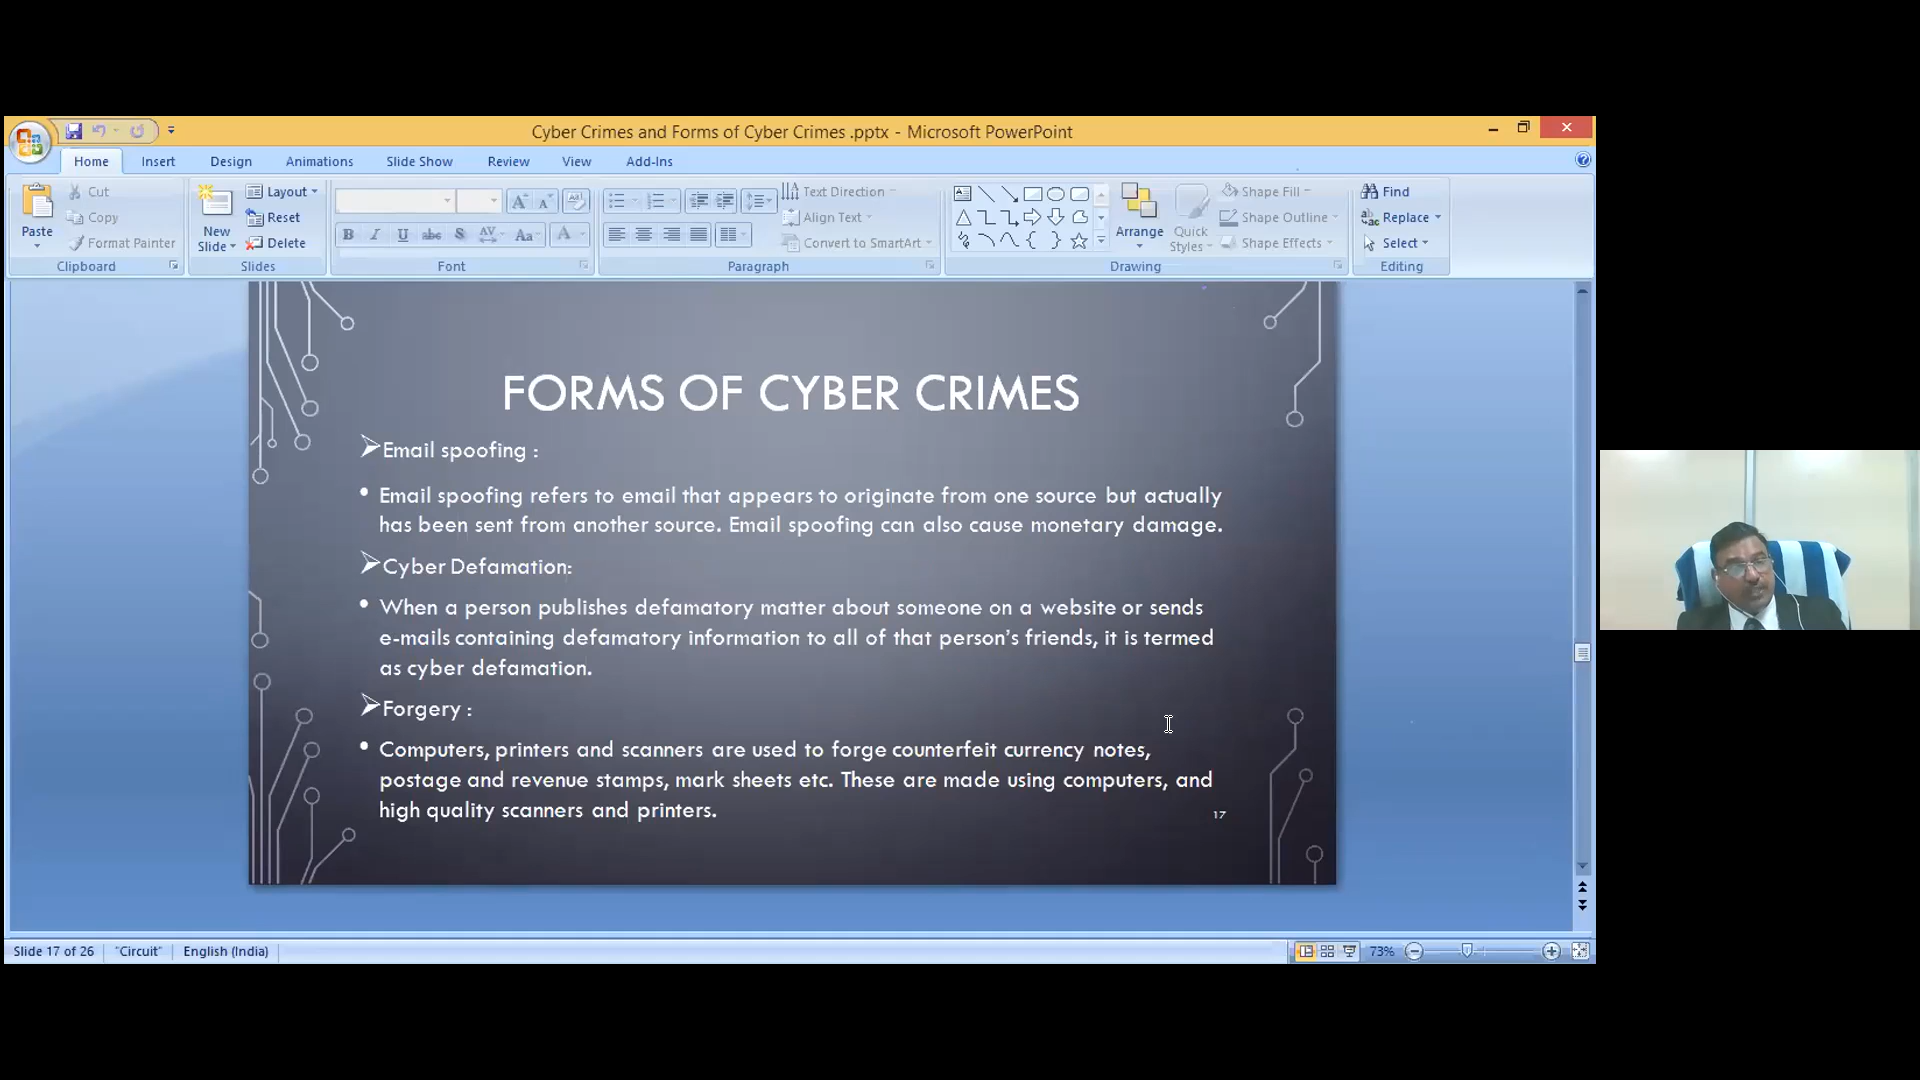 Cyber Crimes and Forms of Cyber Crimes .pptx - Microsoft PowerPoint
Home Insert Design Animations Slide Show Review View Add-Ins
Cut
Copy
Format Painter
Paste
Clipboard
New Slide
Layout
Reset
Delete
Slides
B I U abc S AV Aa A
Font
Text Direction
Align Text
Convert to SmartArt
Paragraph
Arrange
Quick Styles
Shape Fill
Shape Outline
Shape Effects
Drawing
Find
Replace
Select
Editing
FORMS OF CYBER CRIMES
Email spoofing :
• Email spoofing refers to email that appears to originate from one source but actually
has been sent from another source. Email spoofing can also cause monetary damage.
Cyber Defamation:
• When a person publishes defamatory matter about someone on a website or sends
e-mails containing defamatory information to all of that person’s friends, it is termed
as cyber defamation.
Forgery :
• Computers, printers and scanners are used to forge counterfeit currency notes,
postage and revenue stamps, mark sheets etc. These are made using computers, and
high quality scanners and printers.
17
Slide 17 of 26 "Circuit" English (India) 73%